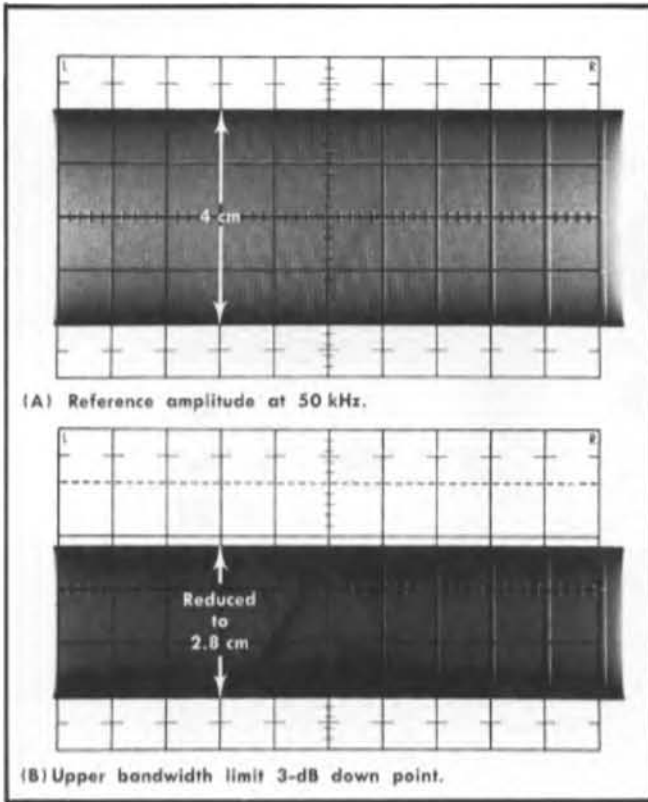 L R
4 cm
(A) Reference amplitude at 50 kHz.
L R
Reduced
to
2.8 cm
(B) Upper bandwidth limit 3-dB down point.